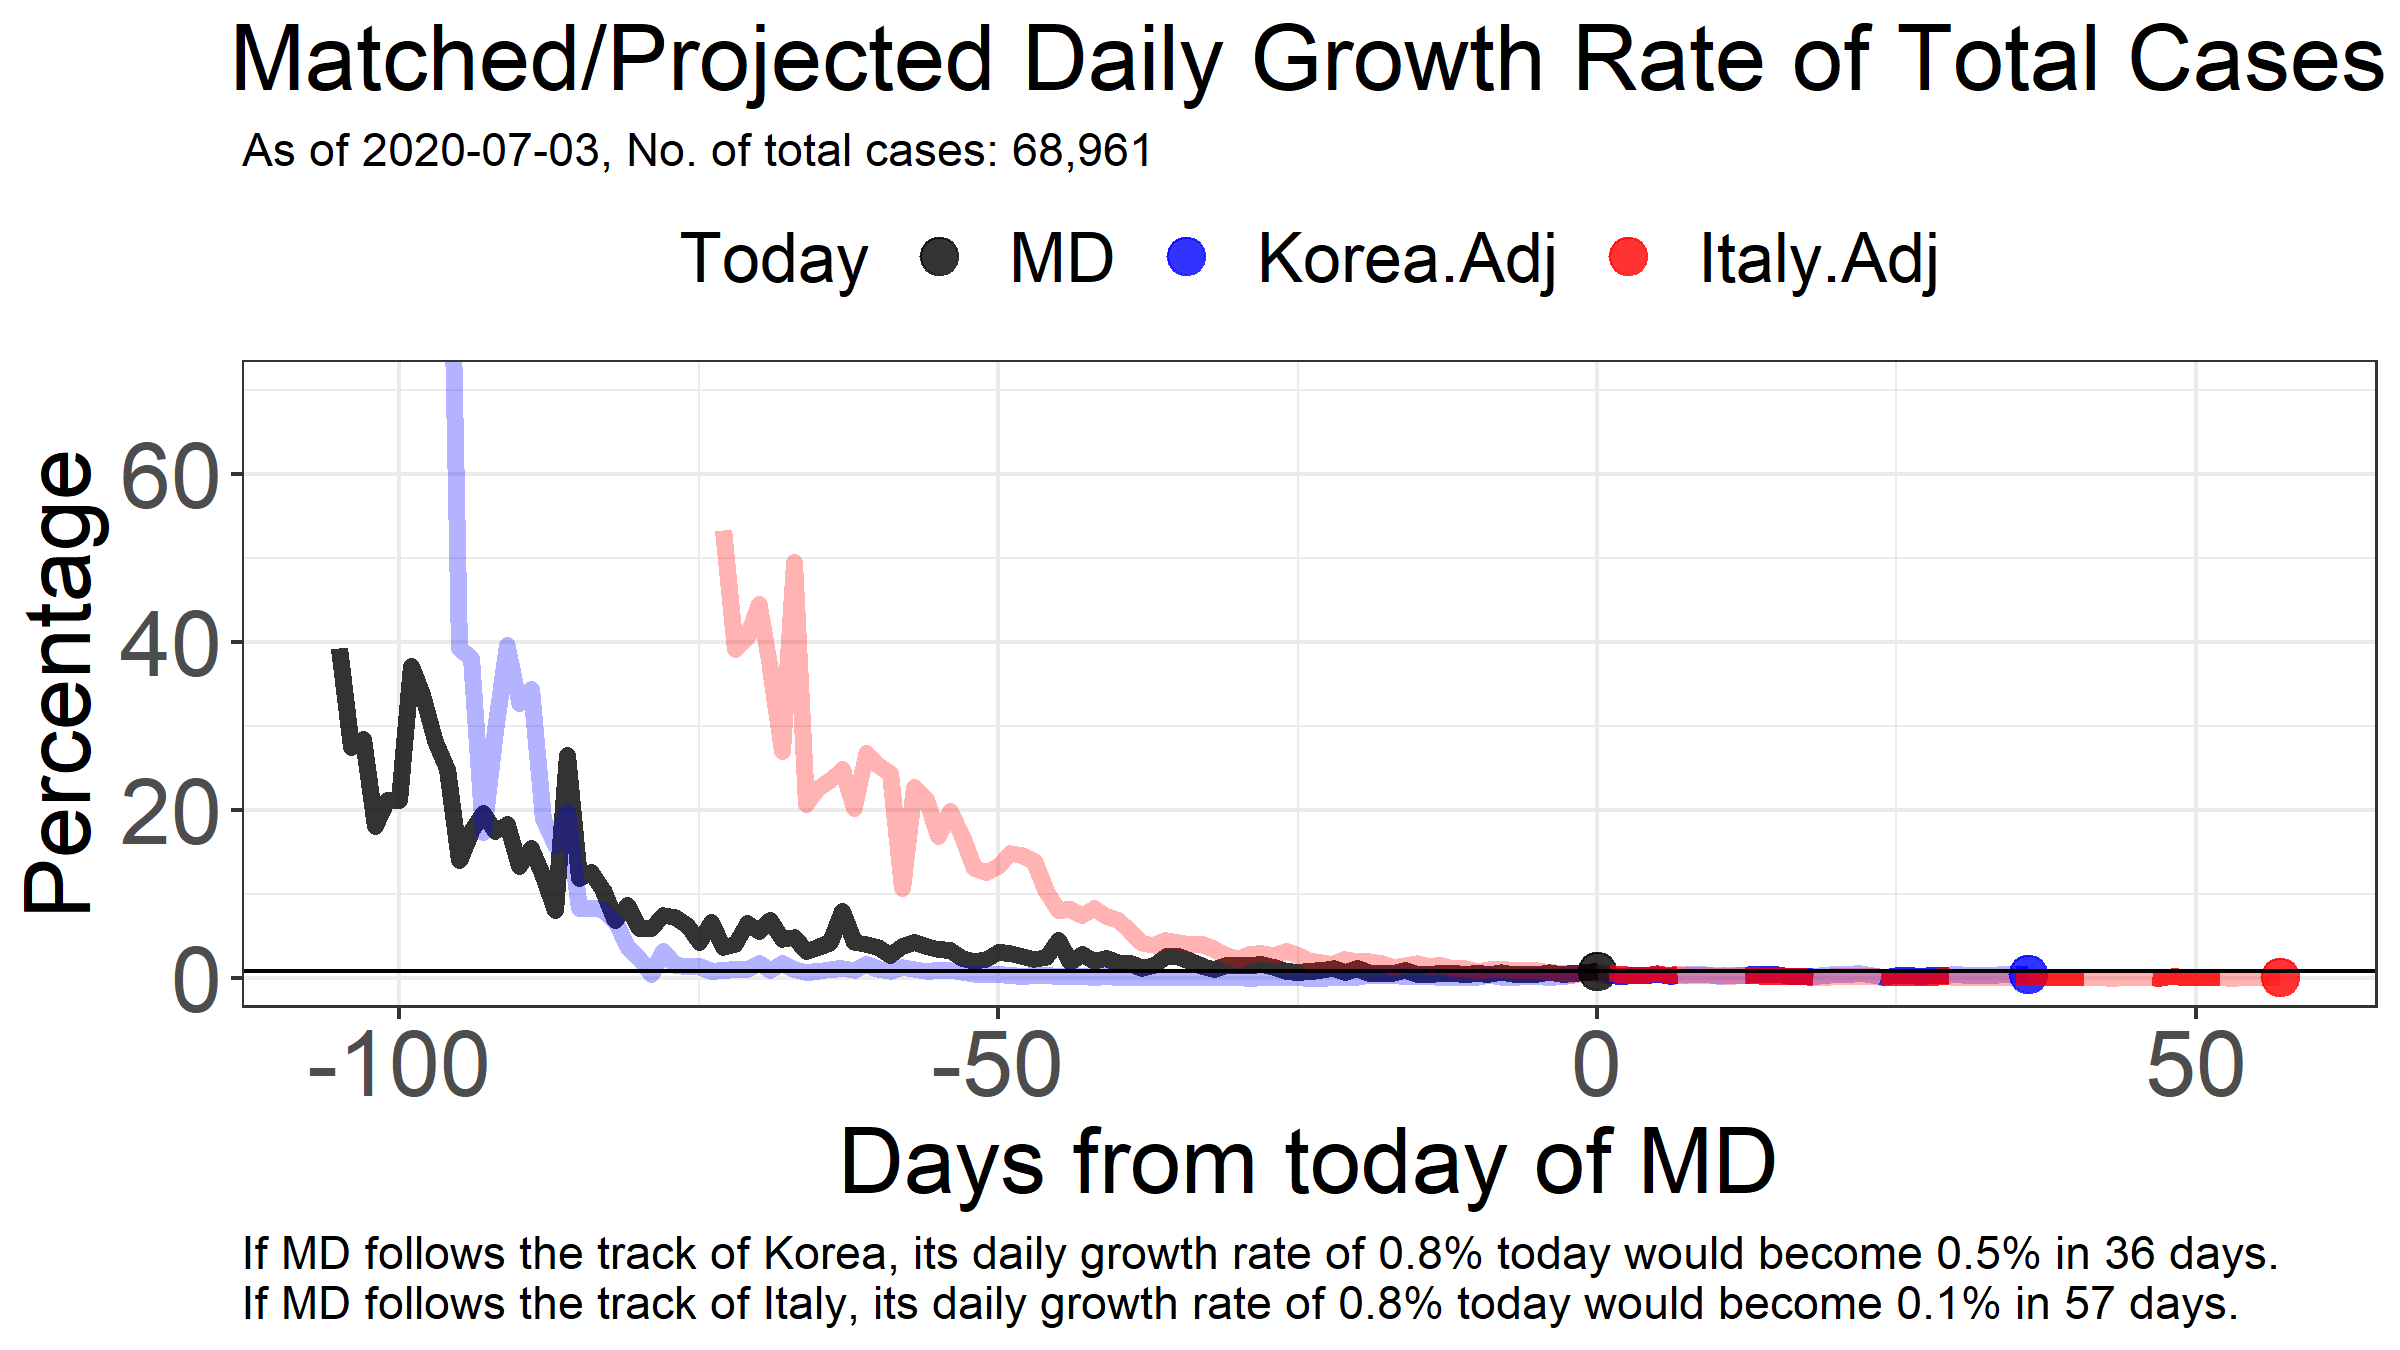 Matched/Projected Daily Growth Rate of Total Cases
As of 2020-07-03, No. of total cases: 68,961
Today MD Korea.Adj Italy.Adj
Percentage
60
40
20
0
-100 -50 0 50
Days from today of MD
If MD follows the track of Korea, its daily growth rate of 0.8% today would become 0.5% in 36 days.
If MD follows the track of Italy, its daily growth rate of 0.8% today would become 0.1% in 57 days.